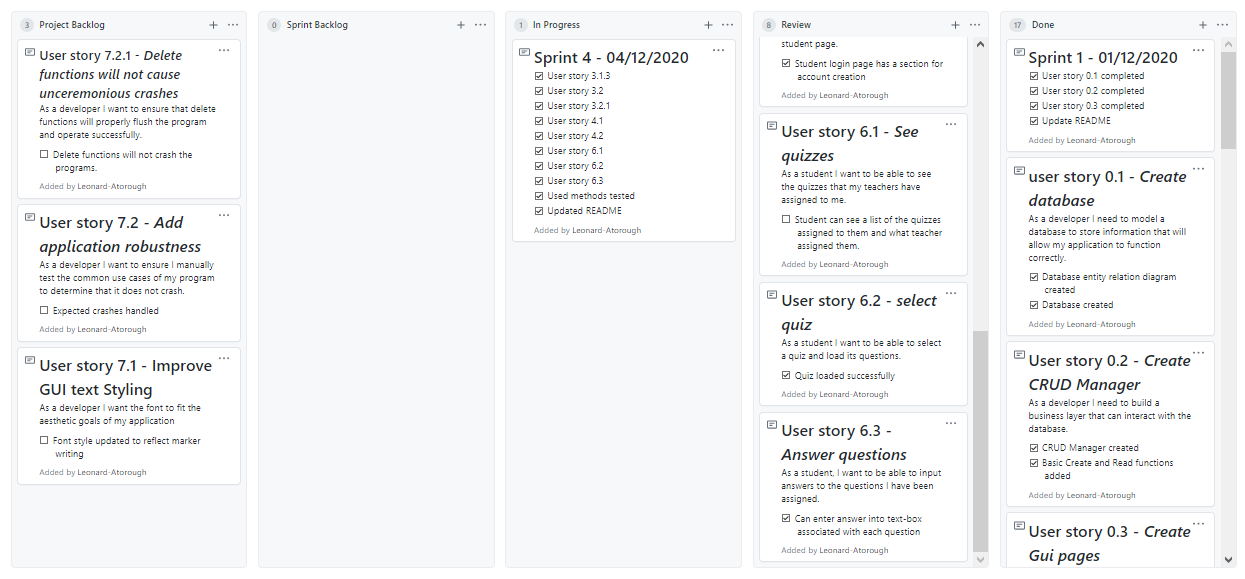 3 Project Backlog
User story 7.2.1 - Delete
functions will not cause
unceremonious crashes
As a developer I want to ensure that delete
functions will properly flush the program
and operate successfully.
Delete functions will not crash the
programs.
Added by Leonard-Atorough
User story 7.2 - Add
application robustness
As a developer I want to ensure I manually
test the common use cases of my program
to determine that it does not crash.
Expected crashes handled
Added by Leonard-Atorough
User story 7.1 - Improve
GUI text Styling
As a developer I want the font to fit the
aesthetic goals of my application
Font style updated to reflect marker
writing
Added by Leonard-Atorough
0 Sprint Backlog
1 In Progress
Sprint 4 - 04/12/2020
User story 3.1.3
User story 3.2
User story 3.2.1
User story 4.1
User story 4.2
User story 6.1
User story 6.2
User story 6.3
Used methods tested
Updated README
Added by Leonard-Atorough
8 Review
student page.
Student login page has a section for
account creation
Added by Leonard-Atorough
User story 6.1 - See
quizzes
As a student I want to be able to see
the quizzes that my teachers have
assigned to me.
Student can see a list of the quizzes
assigned to them and what teacher
assigned them.
Added by Leonard-Atorough
User story 6.2 - select
quiz
As a student I want to be able to select
a quiz and load its questions.
Quiz loaded successfully
Added by Leonard-Atorough
User story 6.3 -
Answer questions
As a student, I want to be able to input
answers to the questions I have been
assigned.
Can enter answer into text-box
associated with each question
Added by Leonard-Atorough
17 Done
Sprint 1 - 01/12/2020
User story 0.1 completed
User story 0.2 completed
User story 0.3 completed
Update README
Added by Leonard-Atorough
user story 0.1 - Create
database
As a developer I need to model a
database to store information that will
allow my application to function
correctly.
Database entity relation diagram
created
Database created
Added by Leonard-Atorough
User story 0.2 - Create
CRUD Manager
As a developer I need to build a
business layer that can interact with the
database.
CRUD Manager created
Basic Create and Read functions
added
Added by Leonard-Atorough
User story 0.3 - Create
Gui pages